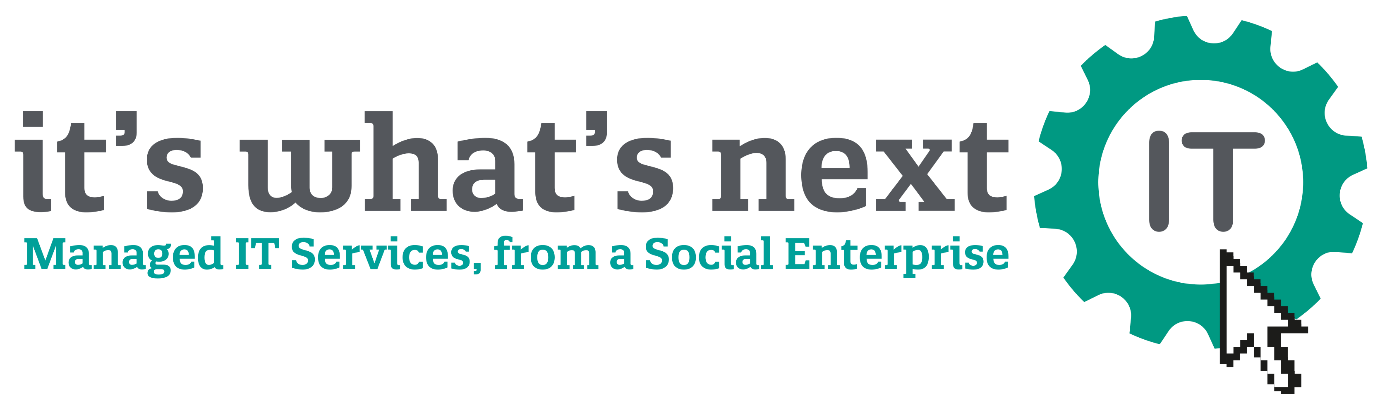 it's what's next
IT
Managed IT Services, from a Social Enterprise